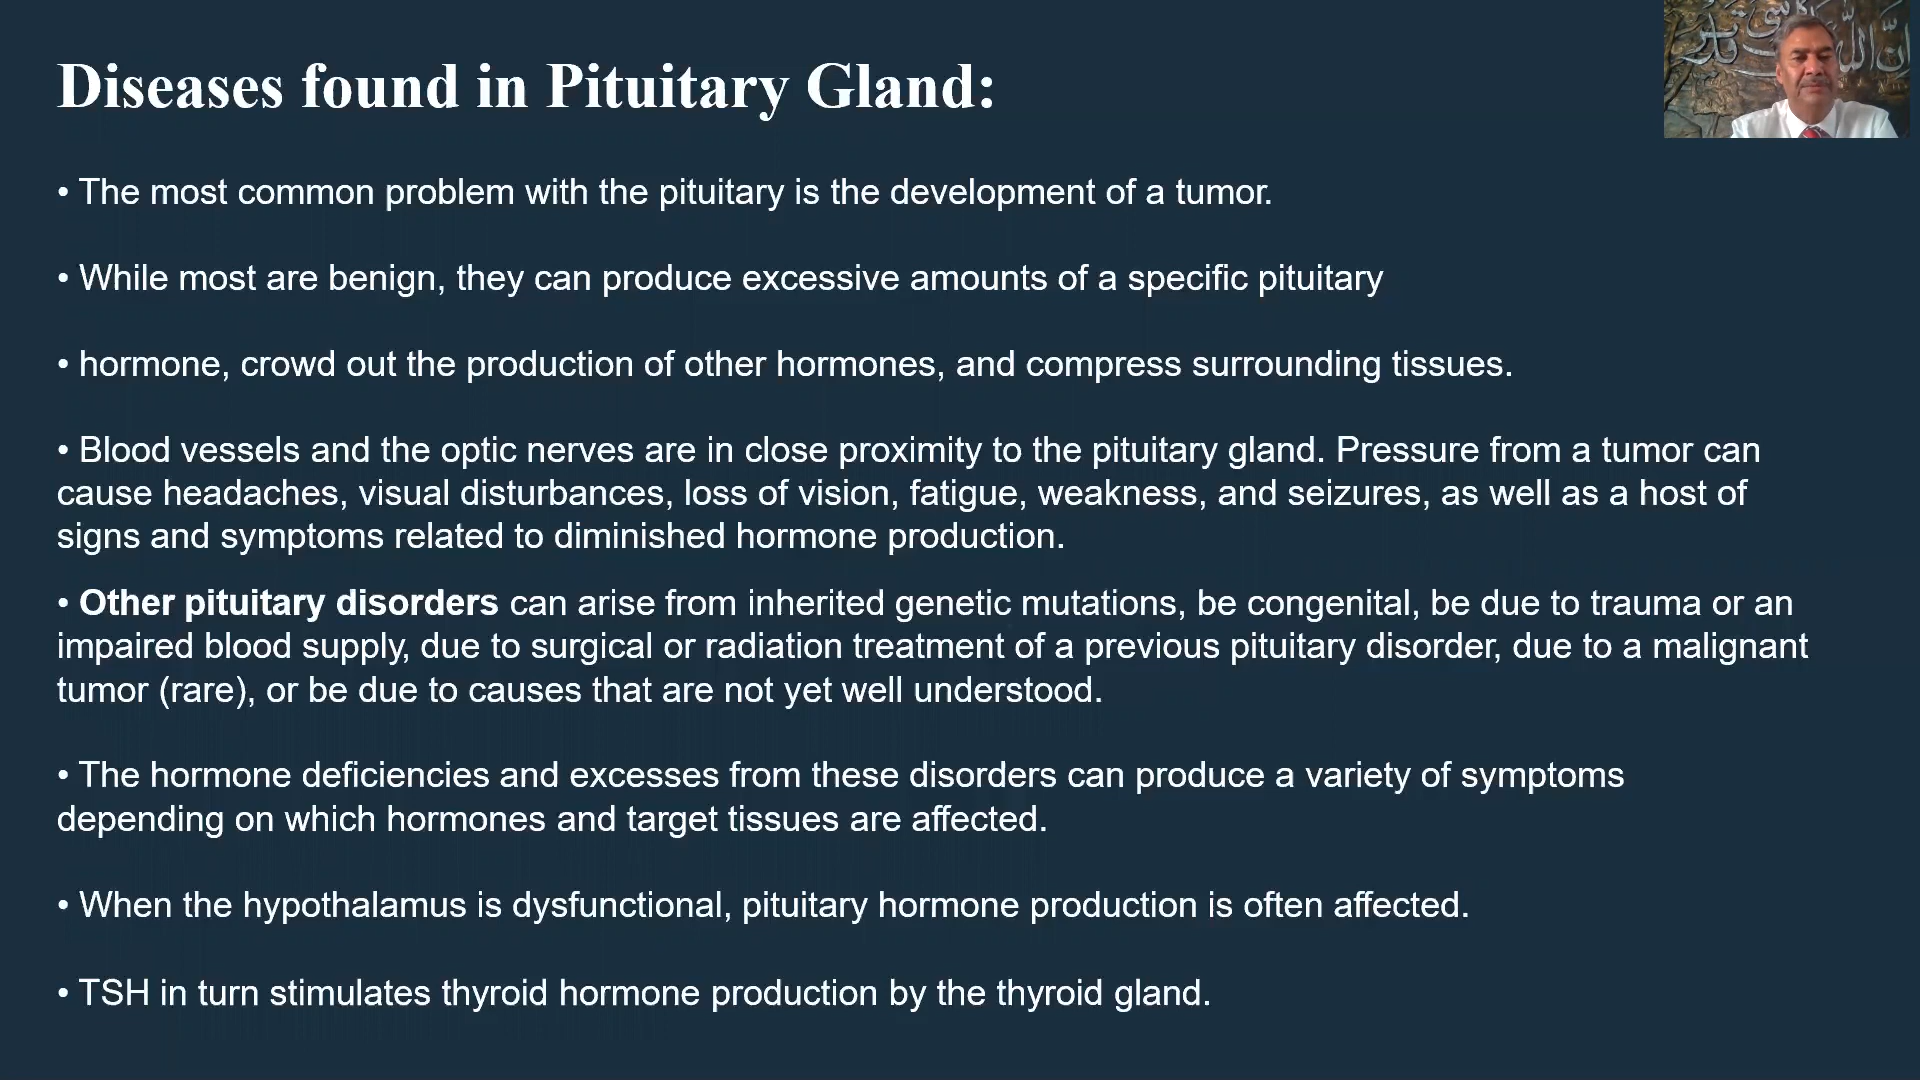 Diseases found in Pituitary Gland:
• The most common problem with the pituitary is the development of a tumor.
• While most are benign, they can produce excessive amounts of a specific pituitary
• hormone, crowd out the production of other hormones, and compress surrounding tissues.
• Blood vessels and the optic nerves are in close proximity to the pituitary gland. Pressure from a tumor can
cause headaches, visual disturbances, loss of vision, fatigue, weakness, and seizures, as well as a host of
signs and symptoms related to diminished hormone production.
• Other pituitary disorders can arise from inherited genetic mutations, be congenital, be due to trauma or an
impaired blood supply, due to surgical or radiation treatment of a previous pituitary disorder, due to a malignant
tumor (rare), or be due to causes that are not yet well understood.
• The hormone deficiencies and excesses from these disorders can produce a variety of symptoms
depending on which hormones and target tissues are affected.
• When the hypothalamus is dysfunctional, pituitary hormone production is often affected.
• TSH in turn stimulates thyroid hormone production by the thyroid gland.